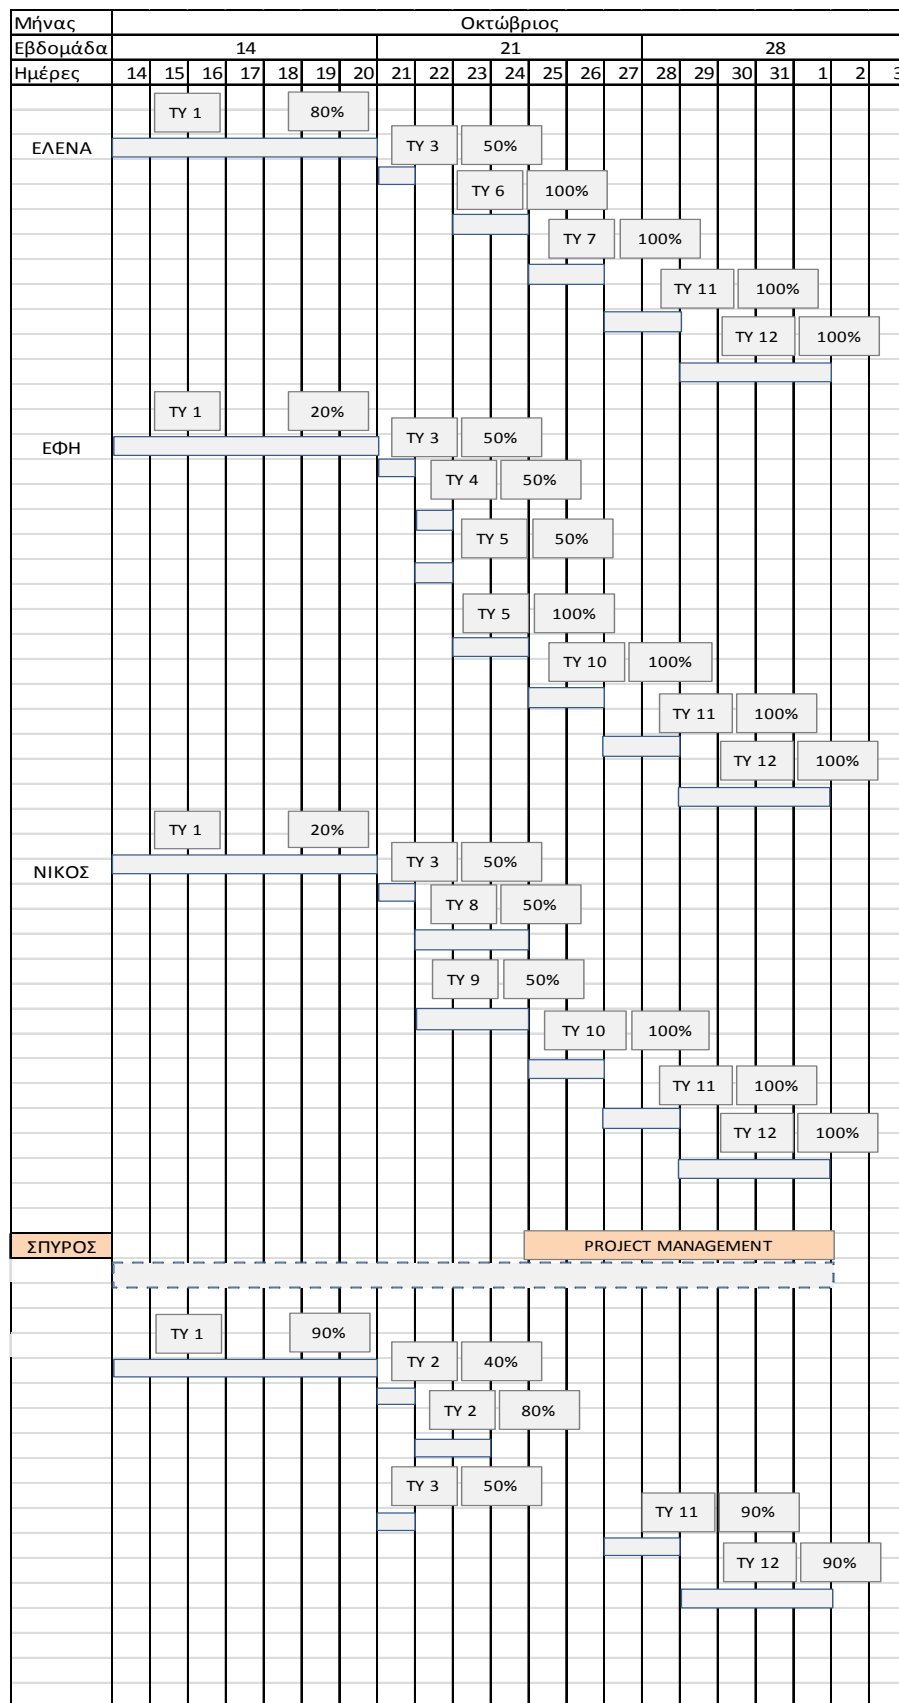 Μήνας Οκτώβριος
Εβδομάδα 14 21 28
Ημέρες 14 15 16 17 18 19 20 21 22 23 24 25 26 27 28 29 30 31 1 2 3
ΤΥ 1 80%
ΕΛΕΝΑ ΤΥ 3 50%
ΤΥ 6 100%
ΤΥ 7 100%
ΤΥ 11 100%
ΤΥ 12 100%
ΤΥ 1 20%
ΕΦΗ ΤΥ 3 50%
ΤΥ 4 50%
ΤΥ 5 50%
ΤΥ 5 100%
ΤΥ 10 100%
ΤΥ 11 100%
ΤΥ 12 100%
ΤΥ 1 20%
ΝΙΚΟΣ ΤΥ 3 50%
ΤΥ 8 50%
ΤΥ 9 50%
ΤΥ 10 100%
ΤΥ 11 100%
ΤΥ 12 100%
ΣΠΥΡΟΣ PROJECT MANAGEMENT
ΤΥ 1 90%
ΤΥ 2 40%
ΤΥ 2 80%
ΤΥ 3 50%
ΤΥ 11 90%
ΤΥ 12 90%